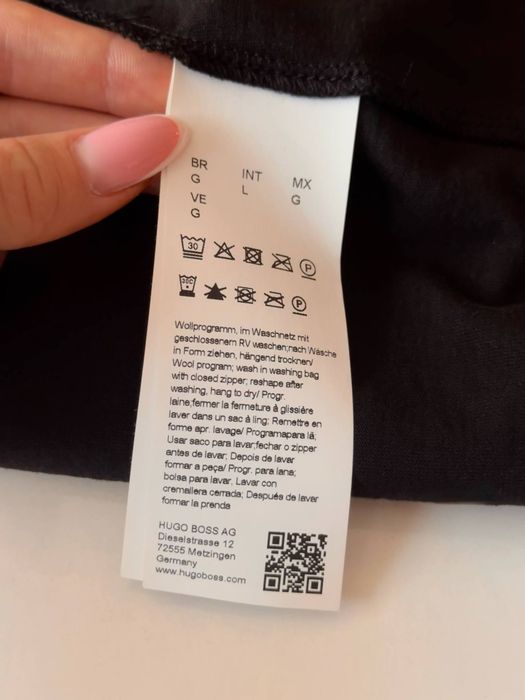 BR
G
INT
L
MX
G
VE
G
30
P
30C
P
Wollprogramm, im Waschnetz mit
geschlossenem RV waschen;nach Wäsche
in Form ziehen, hängend trocknen/
Wool program; wash in washing bag
with closed zipper; reshape after
washing, hang to dry/ Progr.
laine;fermer la fermeture à glissière
laver dans un sac à ling; Remettre en
forme apr. lavage/ Programapara lã;
Usar saco para lavar;fechar o zipper
antes de lavar; Depois de lavar
formar a peça/ Progr. para lana;
bolsa para lavar. Lavar con
cremallera cerrada; Después de lavar
formar la prenda
HUGO BOSS AG
Dieselstrasse 12
72555 Metzingen
Germany
www.hugoboss.com